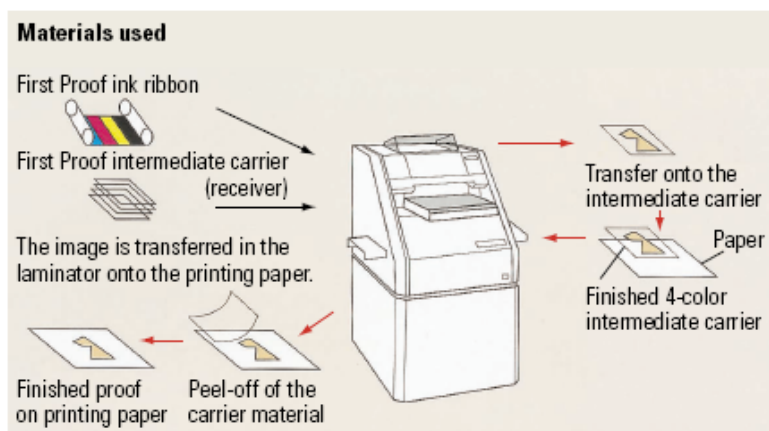 Materials used
First Proof ink ribbon
First Proof intermediate carrier
(receiver)
The image is transferred in the
laminator onto the printing paper.
Transfer onto the
intermediate carrier
Paper
Finished 4-color
intermediate carrier
Finished proof
on printing paper
Peel-off of the
carrier material